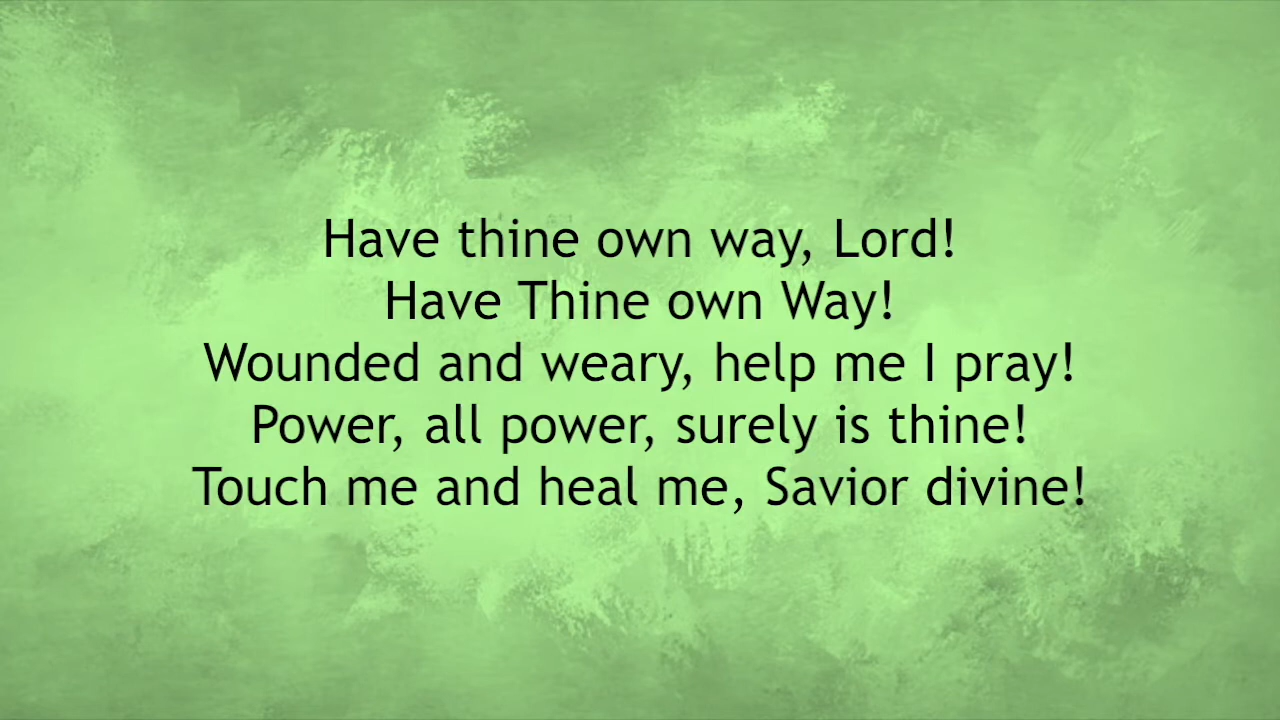 Have thine own way, Lord!
Have Thine own Way!
Wounded and weary, help me I pray!
Power, all power, surely is thine!
Touch me and heal me, Savior divine!